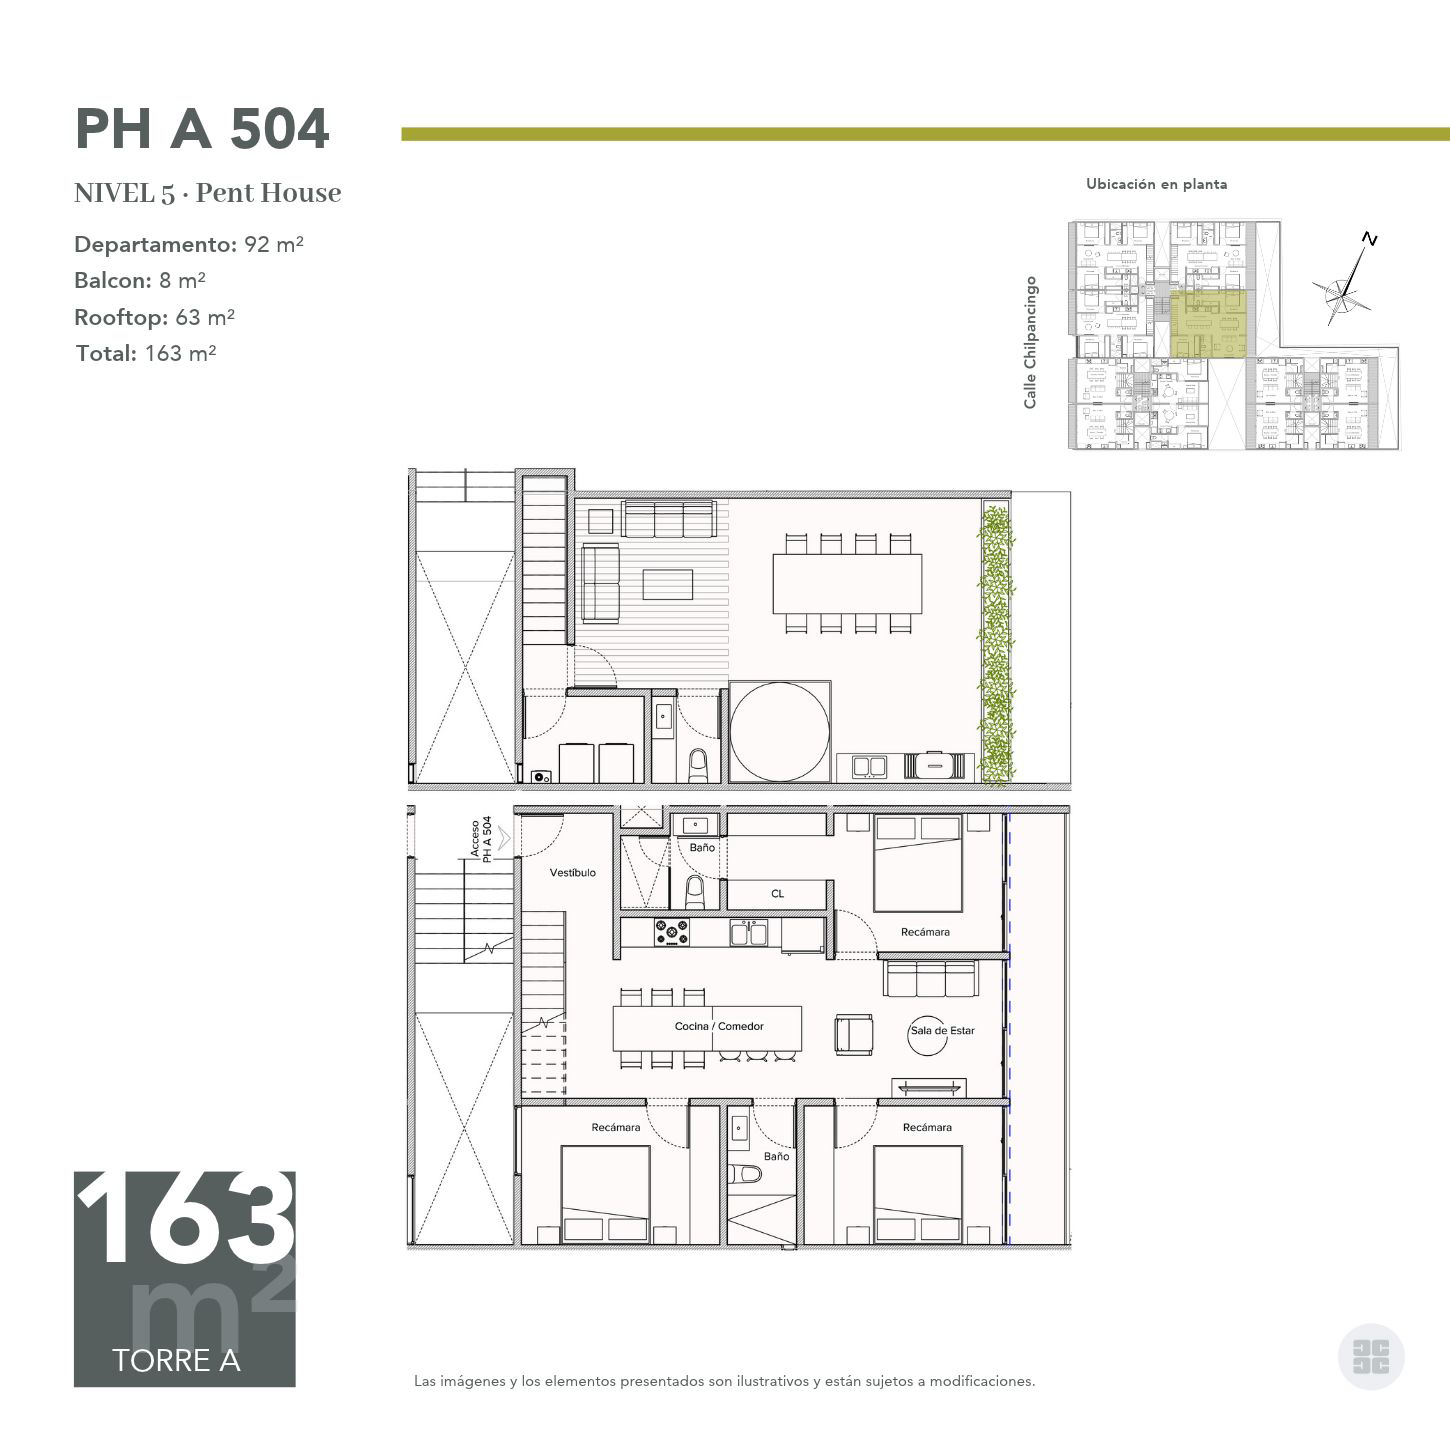 PH A 504
NIVEL 5 · Pent House
Departamento: 92 m²
Balcon: 8 m²
Rooftop: 63 m²
Total: 163 m²
Ubicación en planta
N
Calle Chilpancingo
Acceso
PH A 504
Vestíbulo
Baño
CL
Recámara
Cocina / Comedor
Sala de Estar
Recámara
Baño
Recámara
163
m²
TORRE A
Las imágenes y los elementos presentados son ilustrativos y están sujetos a modificaciones.